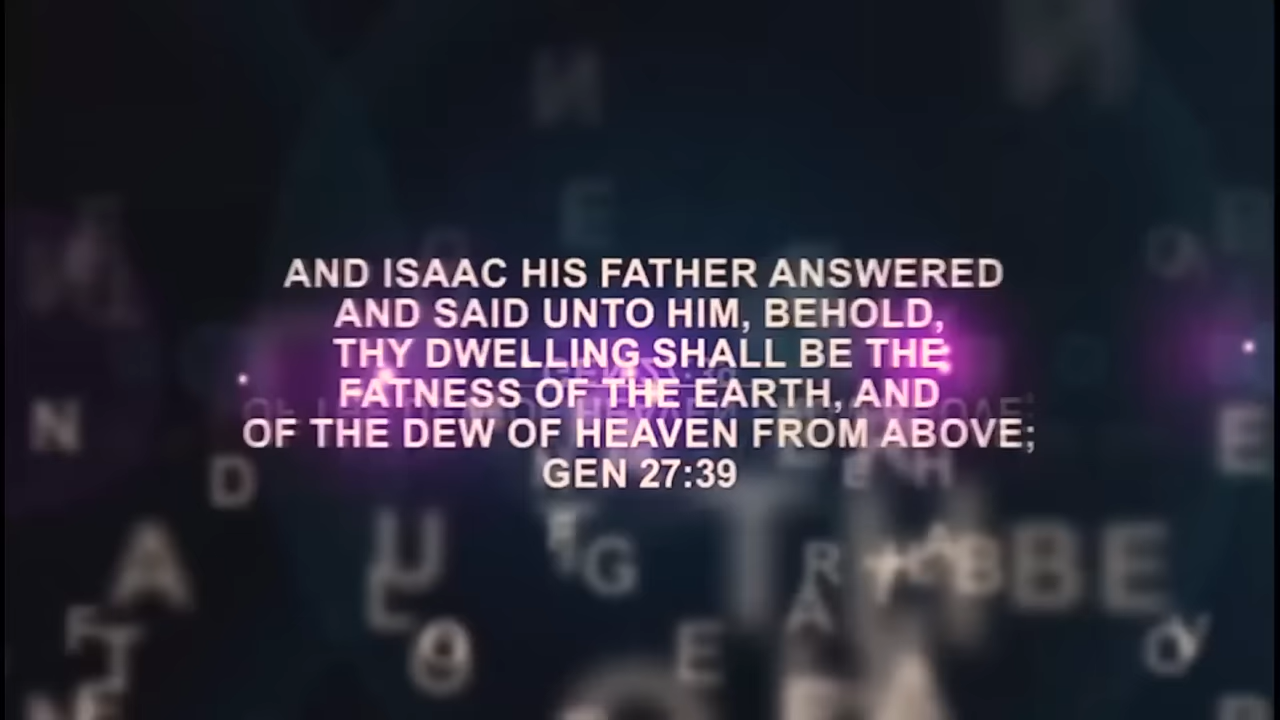 AND ISAAC HIS FATHER ANSWERED
AND SAID UNTO HIM, BEHOLD,
THY DWELLING SHALL BE THE
FATNESS OF THE EARTH, AND
OF THE DEW OF HEAVEN FROM ABOVE;
GEN 27:39